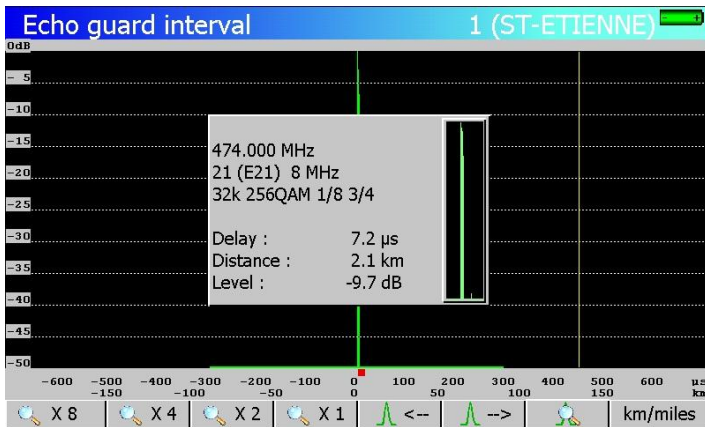 Echo guard interval 1 (ST-ETIENNE) - +
0dB
- 5
-10
-15
-20
-25
-30
-35
-40
-45
-50
474.000 MHz
21 (E21) 8 MHz
32k 256QAM 1/8 3/4
Delay : 7.2 µs
Distance : 2.1 km
Level : -9.7 dB
-600 -500 -400 -300 -200 -100 0 100 200 300 400 500 600 µs
-150 -100 -50 0 50 100 150 km
X 8 X 4 X 2 X 1 <-- --> km/miles